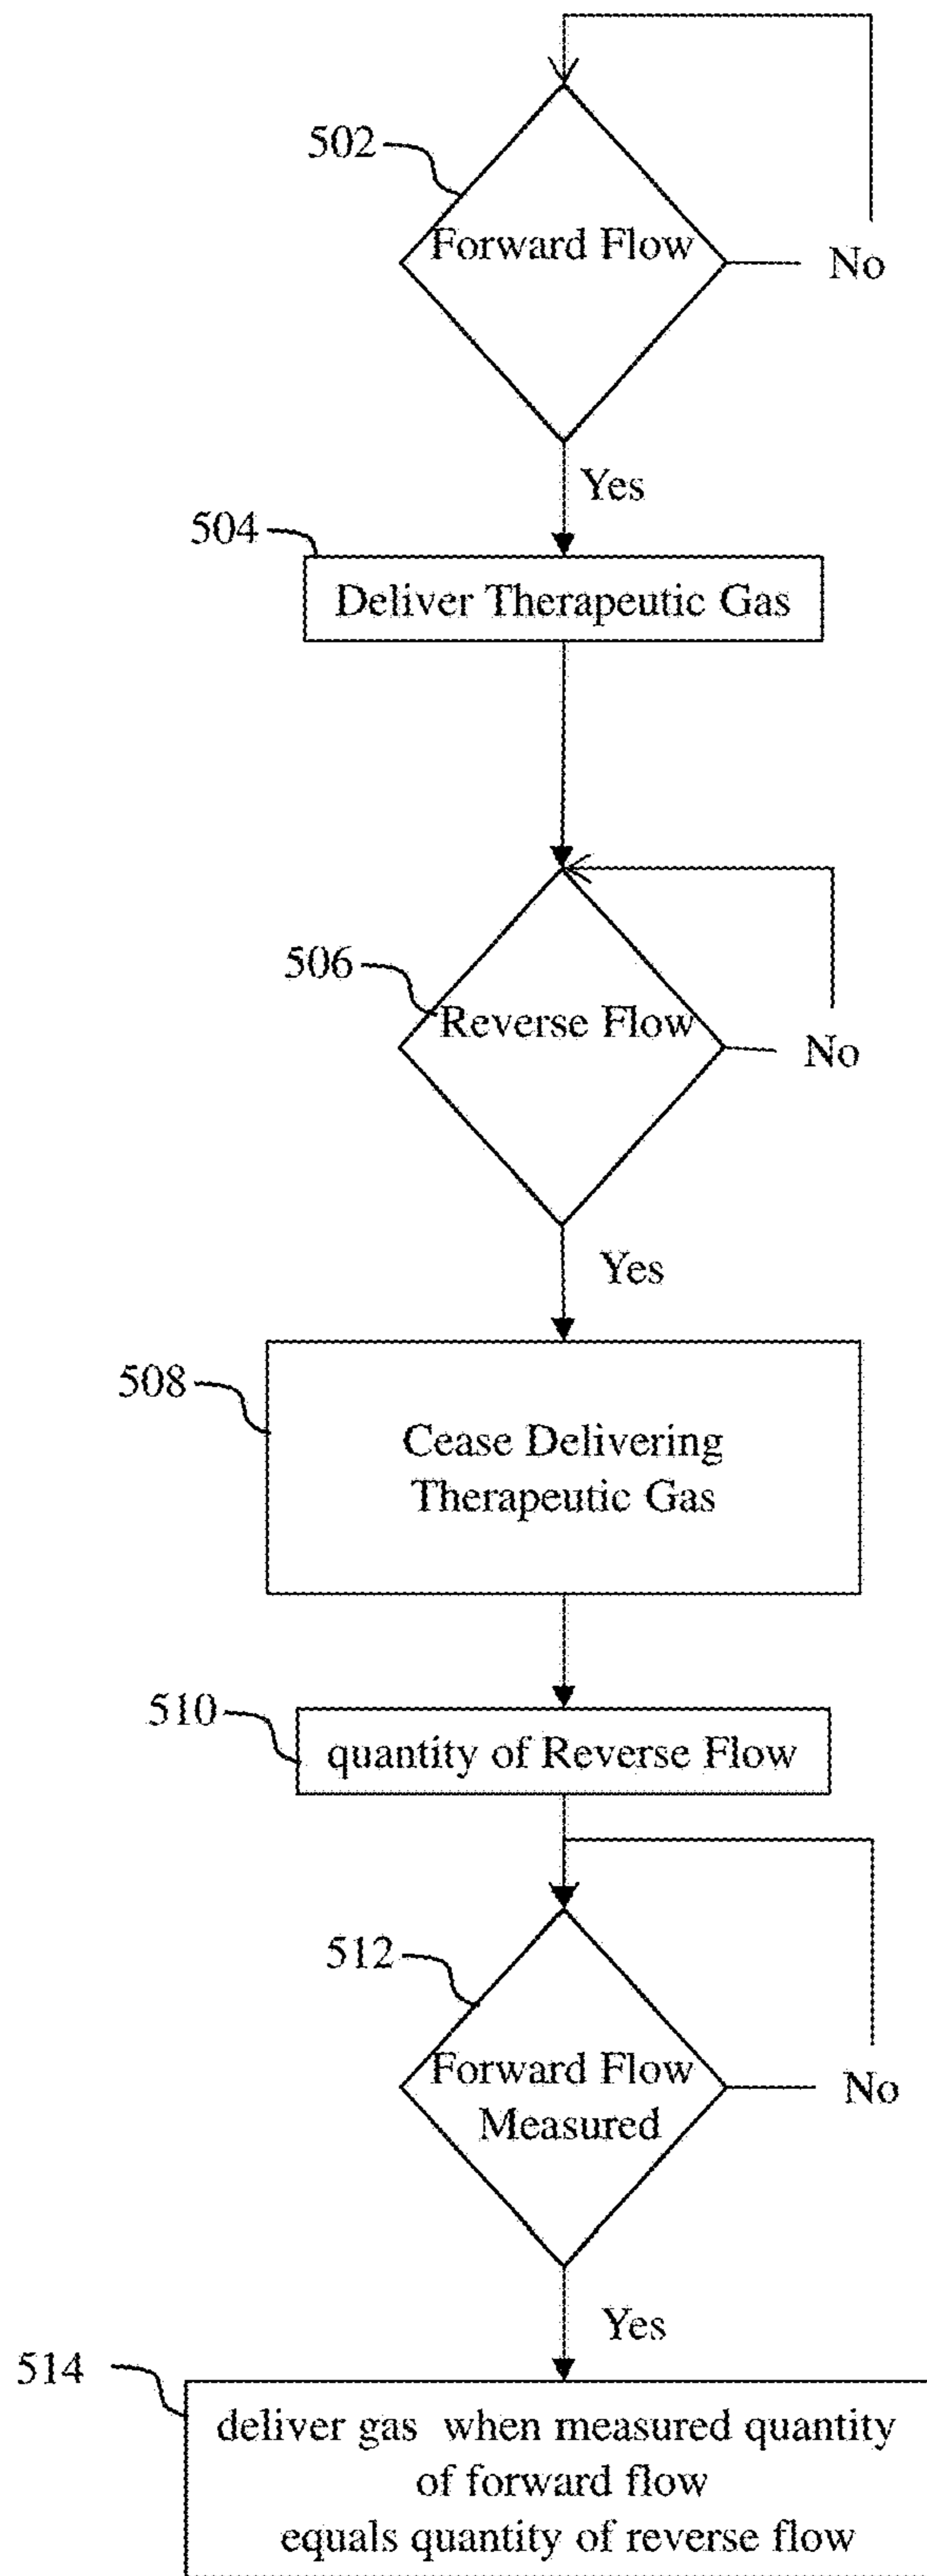 502
Forward Flow
No
Yes
504
Deliver Therapeutic Gas
506
Reverse Flow
No
Yes
508
Cease Delivering
Therapeutic Gas
510
quantity of Reverse Flow
512
Forward Flow
Measured
No
Yes
514
deliver gas when measured quantity
of forward flow
equals quantity of reverse flow